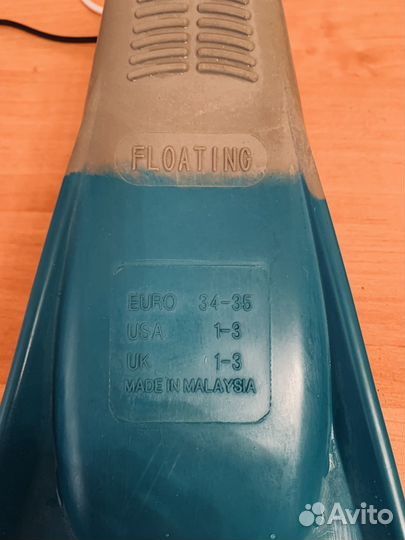 FLOATING
EURO 34-35
USA 1-3
UK 1-3
MADE IN MALAYSIA
Avito